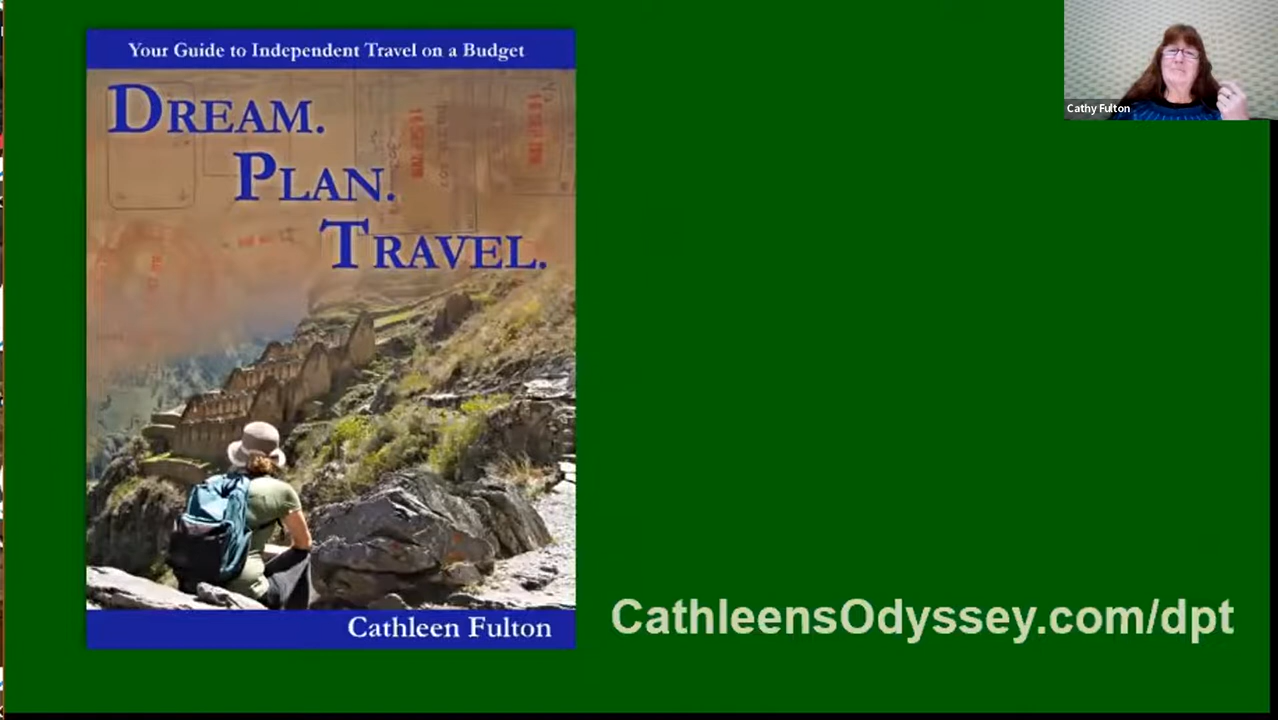 Your Guide to Independent Travel on a Budget
DREAM.
PLAN.
TRAVEL.
Cathleen Fulton
CathleensOdyssey.com/dpt
Cathy Fulton